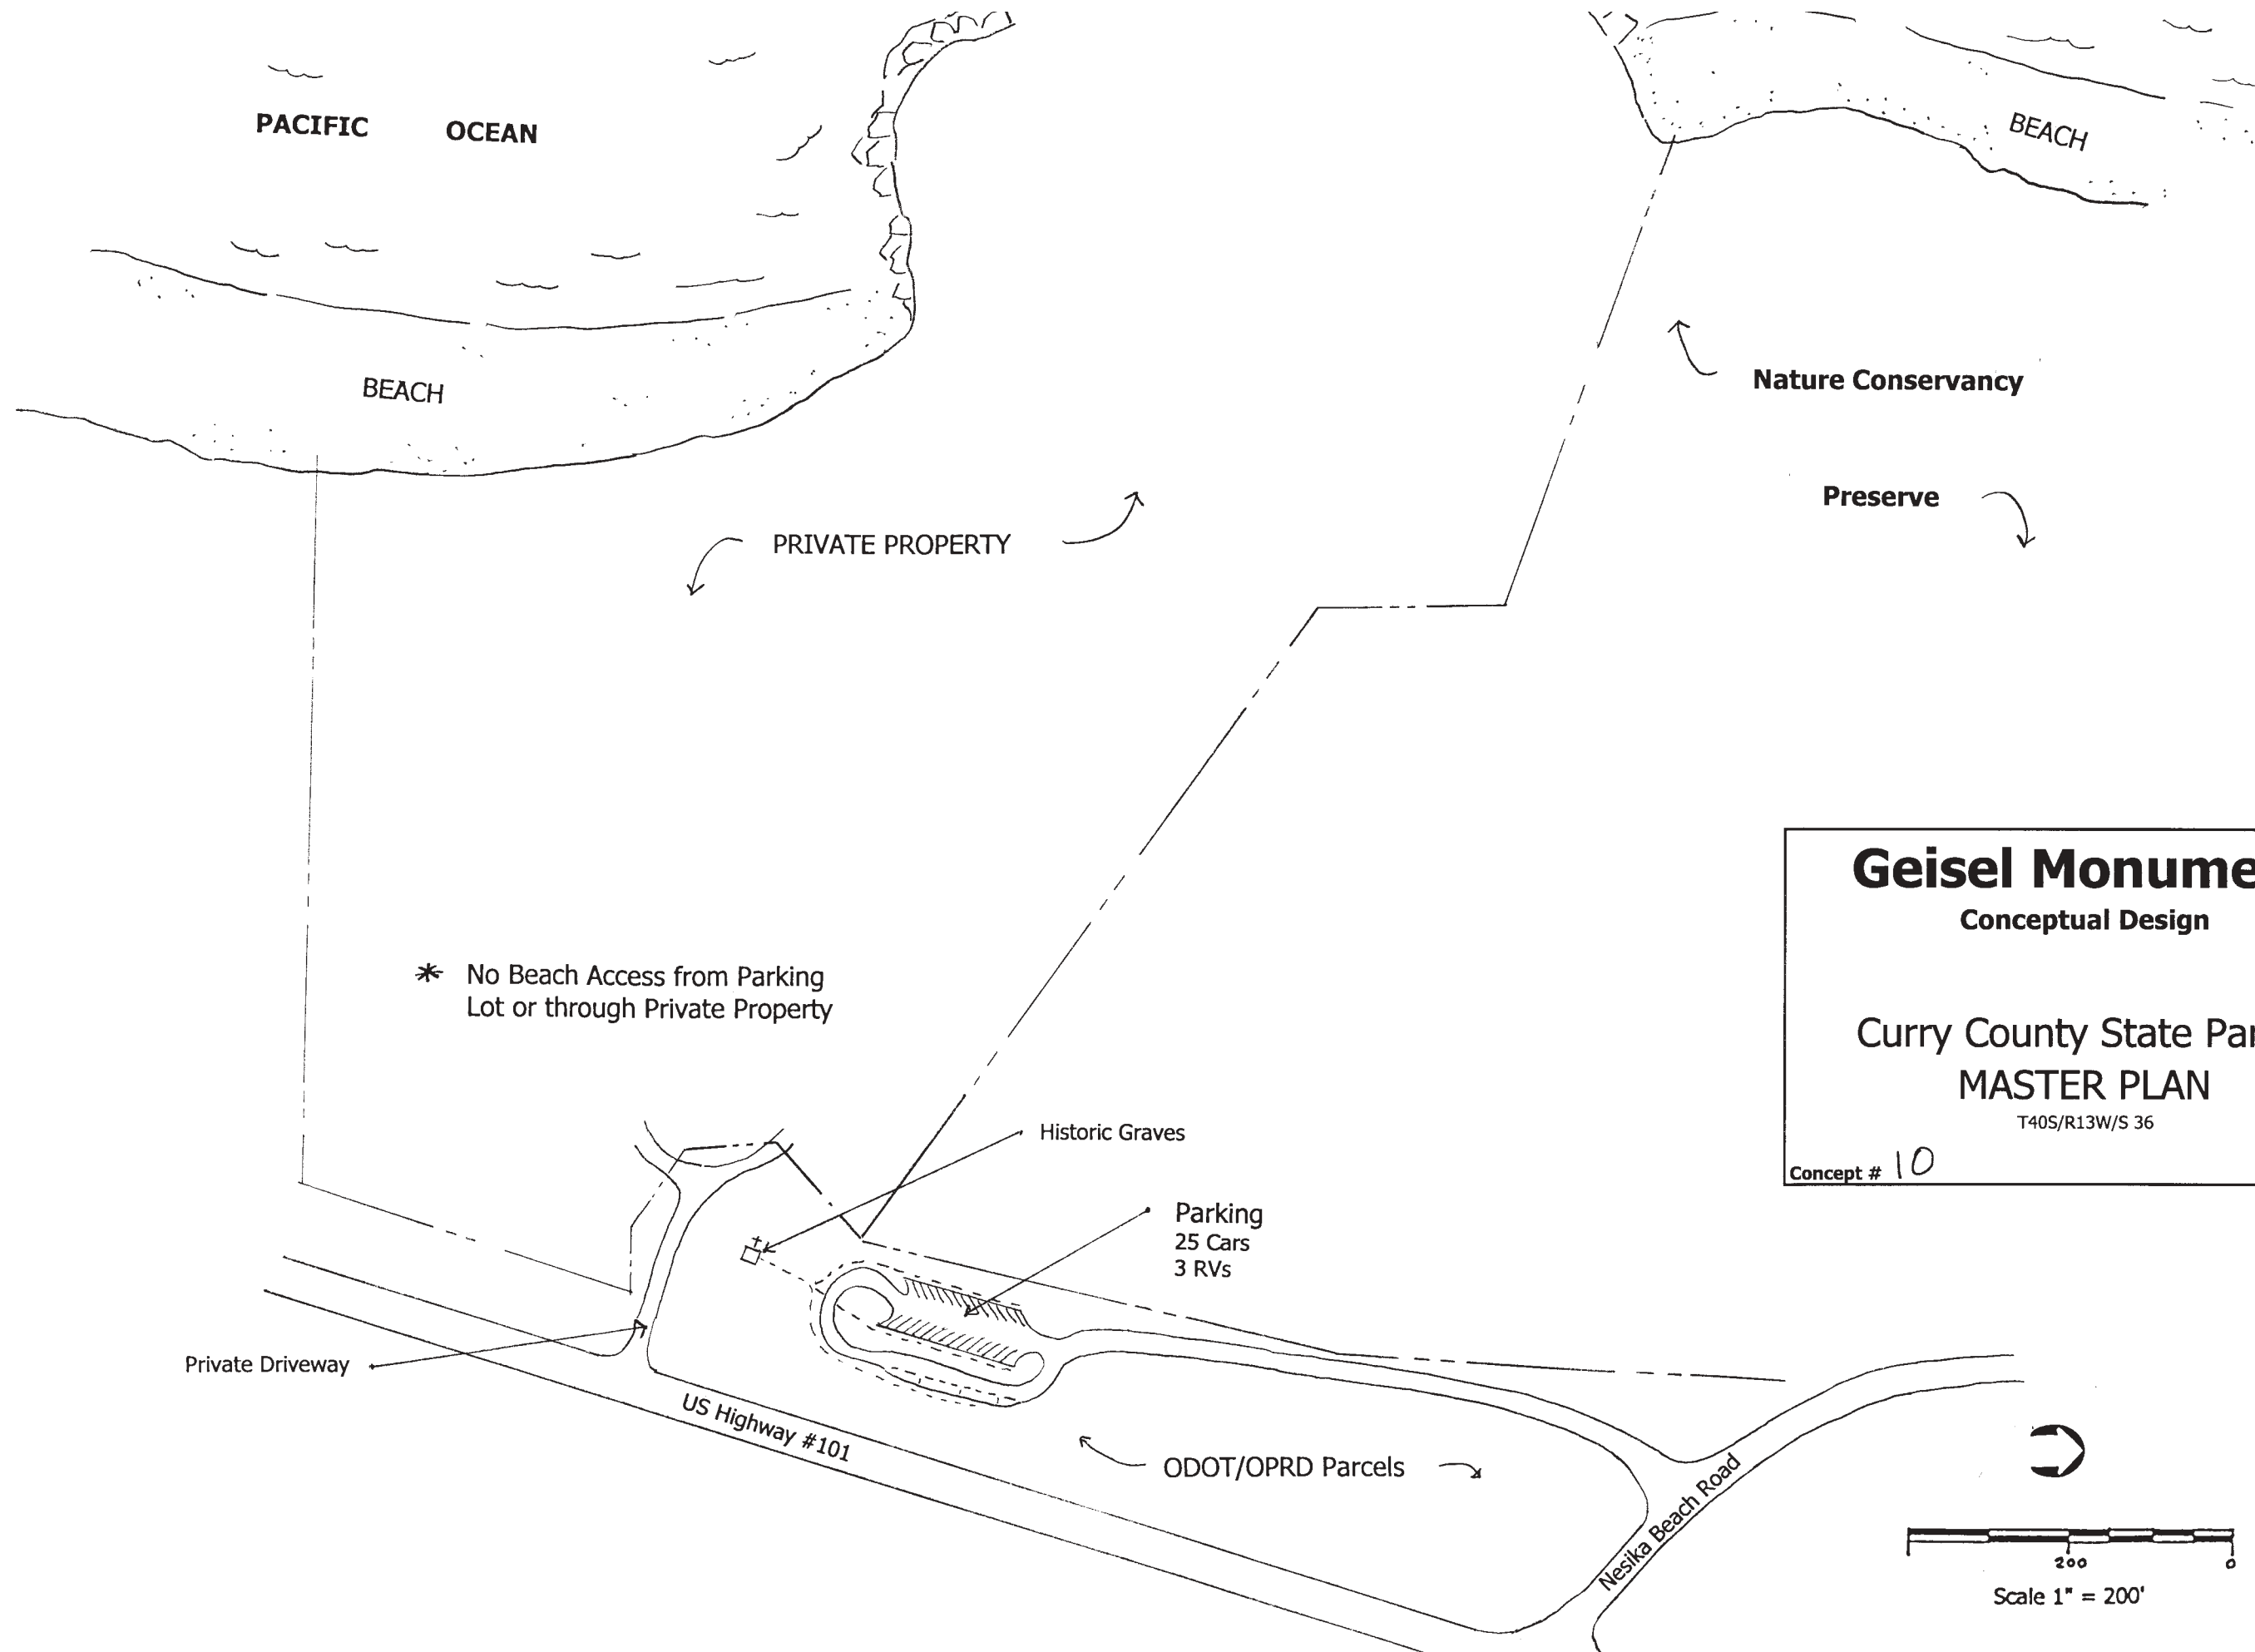 PACIFIC OCEAN
BEACH
BEACH
Nature Conservancy
Preserve
PRIVATE PROPERTY
Geisel Monume
Conceptual Design
Curry County State Par
MASTER PLAN
T40S/R13W/S 36
Concept # 10
* No Beach Access from Parking
Lot or through Private Property
Historic Graves
Parking
25 Cars
3 RVs
Private Driveway
US Highway #101
ODOT/OPRD Parcels
Nesika Beach Road
200 0
Scale 1" = 200'